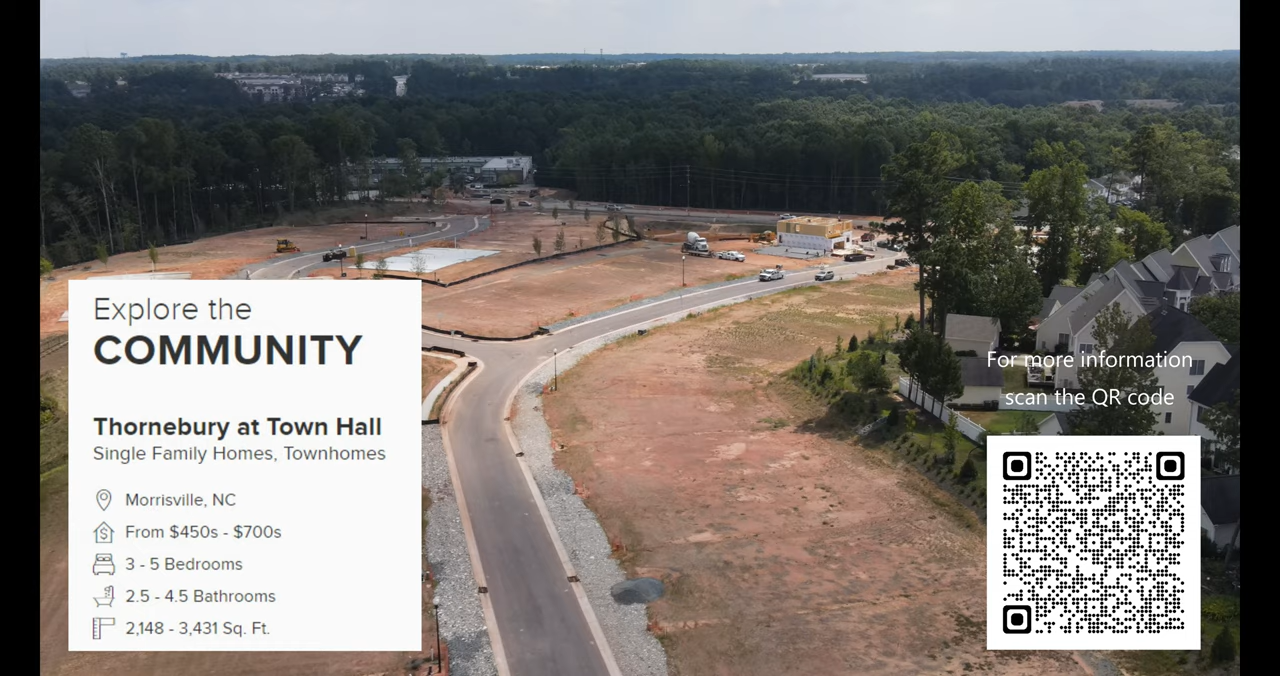 Explore the
COMMUNITY
Thornebury at Town Hall
Single Family Homes, Townhomes
Morrisville, NC
From $450s - $700s
3 - 5 Bedrooms
2.5 - 4.5 Bathrooms
2,148 - 3,431 Sq. Ft.
For more information
scan the QR code